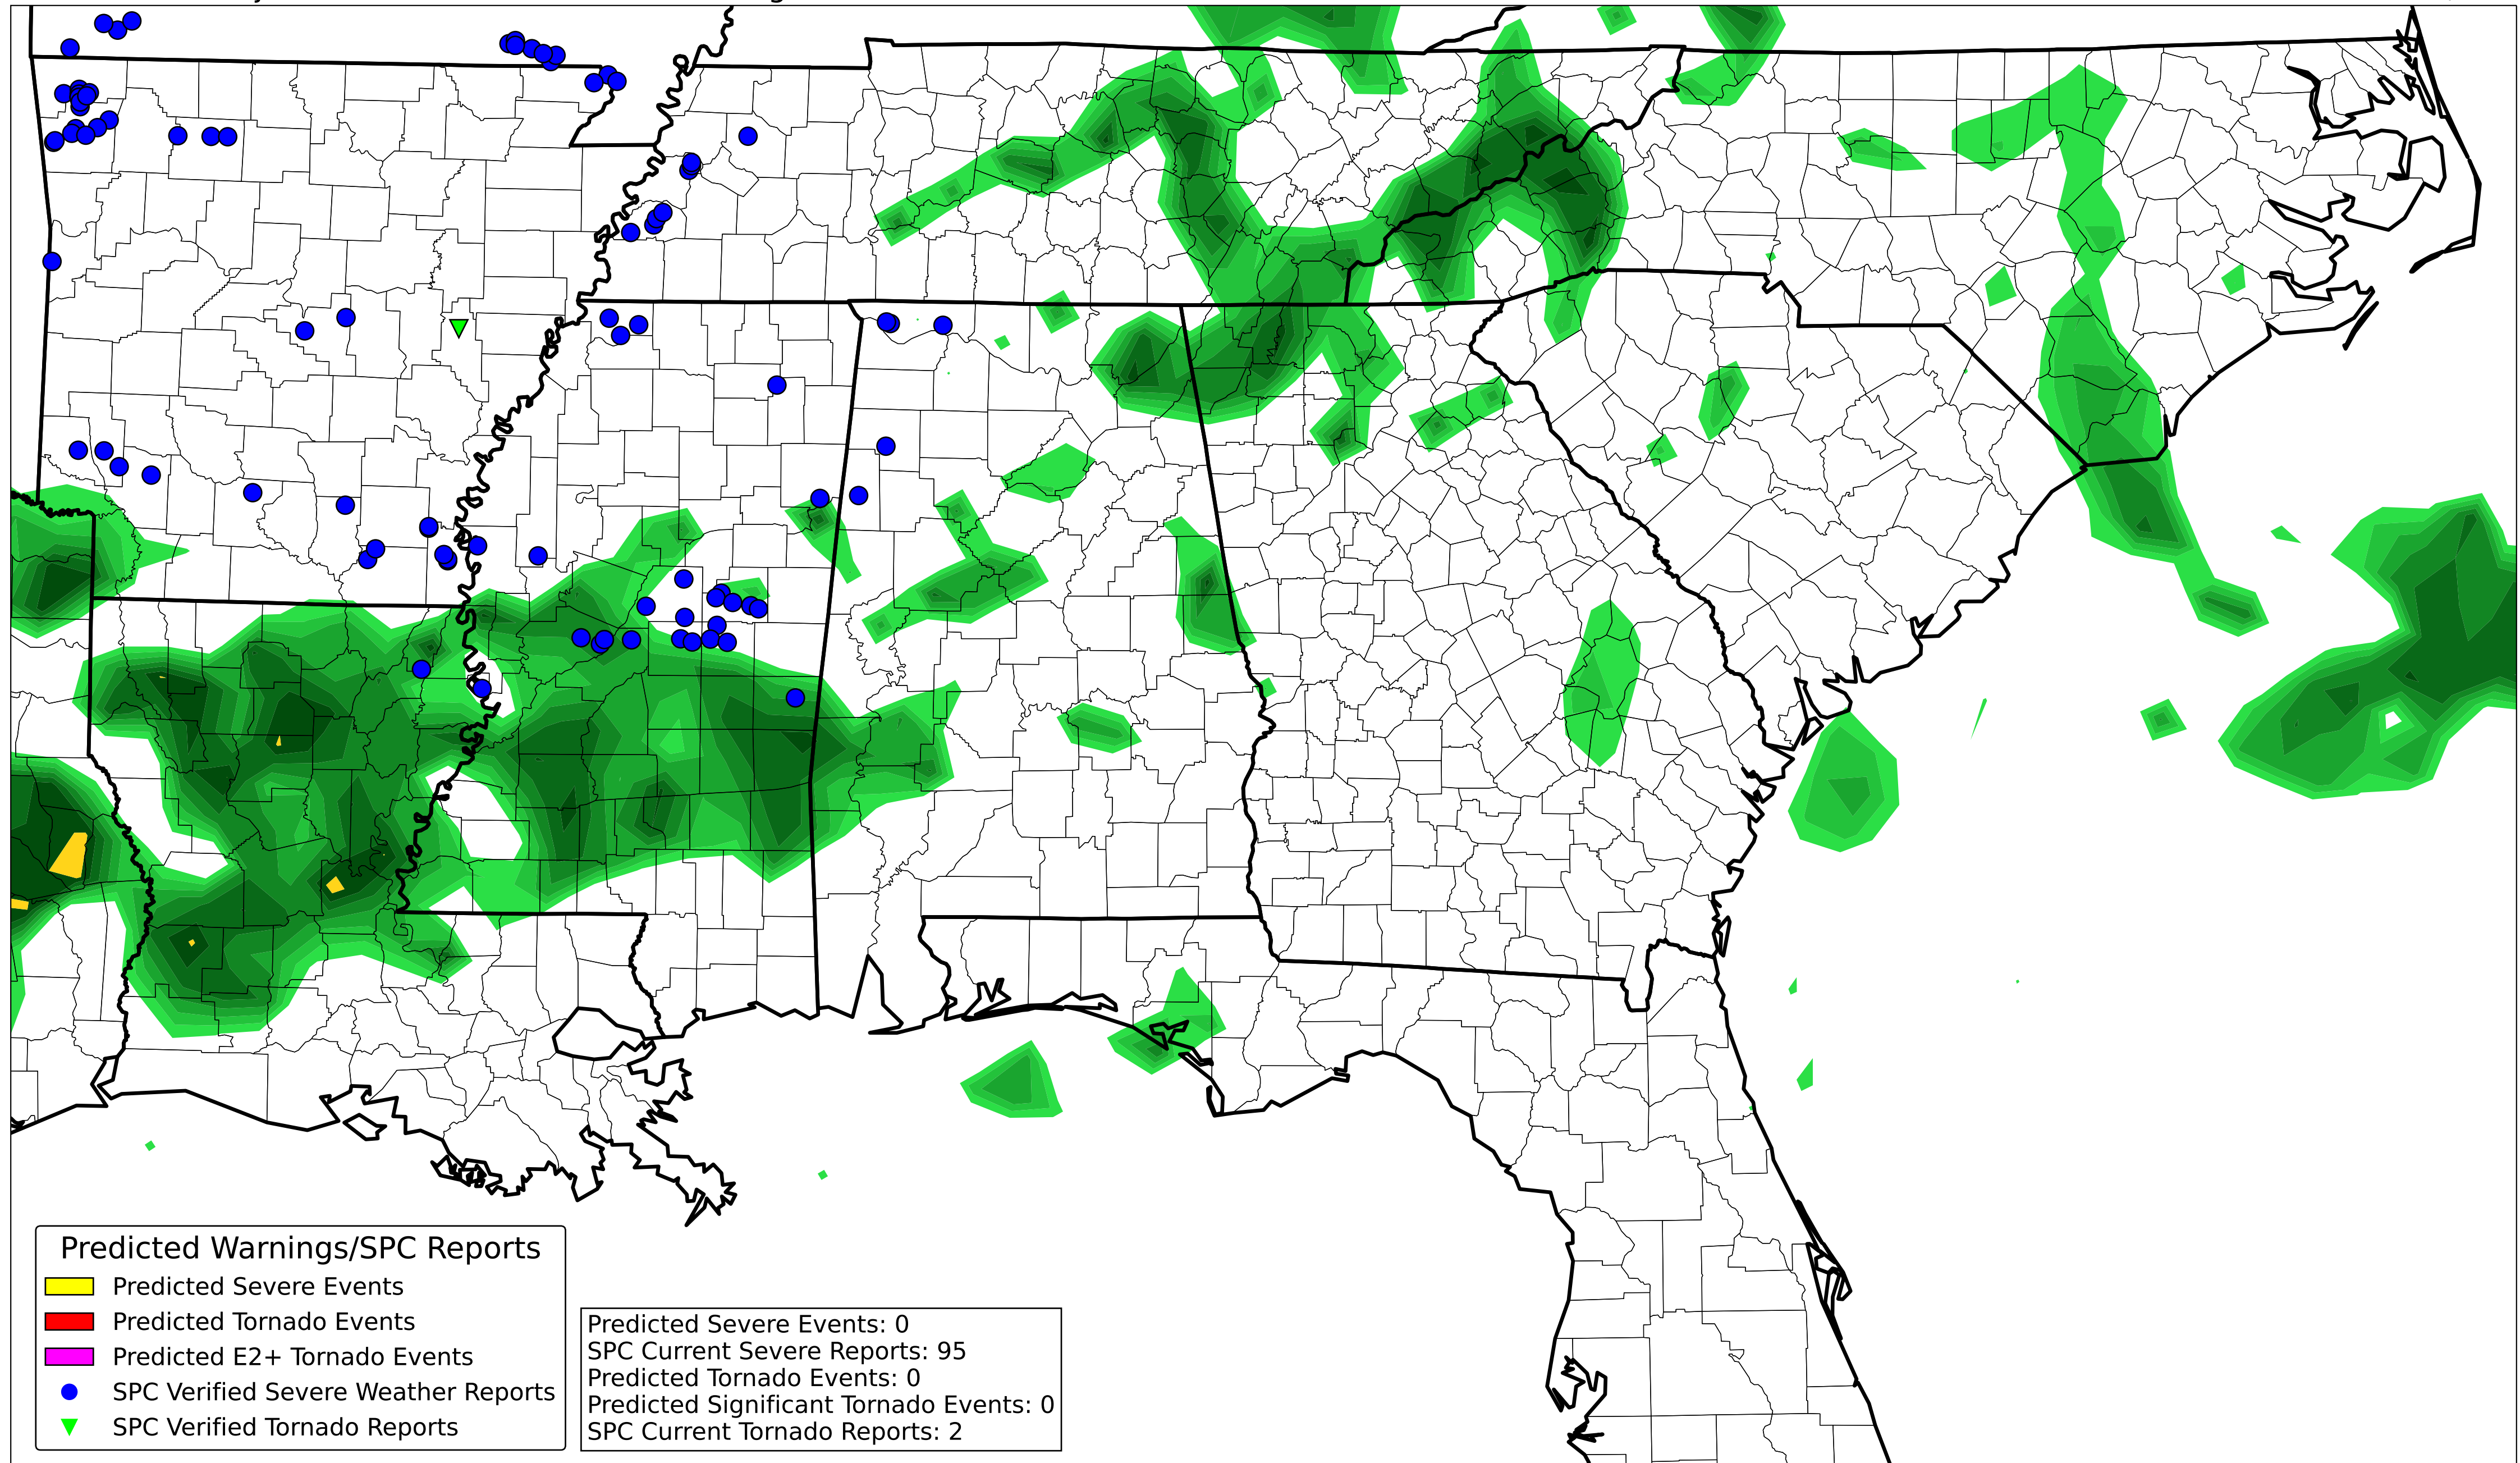 Predicted Warnings/SPC Reports
Predicted Severe Events
Predicted Tornado Events
Predicted E2+ Tornado Events
SPC Verified Severe Weather Reports
SPC Verified Tornado Reports
Predicted Severe Events: 0
SPC Current Severe Reports: 95
Predicted Tornado Events: 0
Predicted Significant Tornado Events: 0
SPC Current Tornado Reports: 2